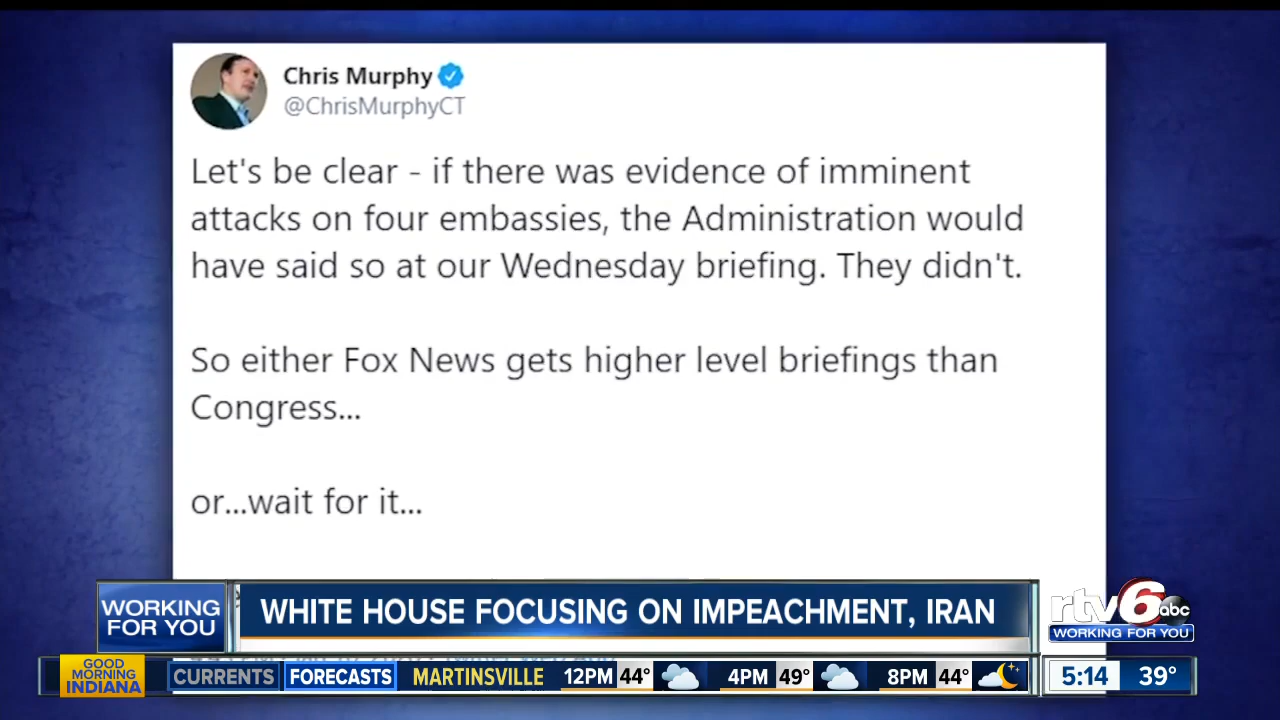 Chris Murphy
@ChrisMurphyCT
Let's be clear - if there was evidence of imminent
attacks on four embassies, the Administration would
have said so at our Wednesday briefing. They didn't.
So either Fox News gets higher level briefings than
Congress...
or...wait for it...
WORKING
FOR YOU
WHITE HOUSE FOCUSING ON IMPEACHMENT, IRAN
rtv6 abc
WORKING FOR YOU
GOOD
MORNING
INDIANA
CURRENTS FORECASTS MARTINSVILLE 12PM 44° 4PM 49° 8PM 44°
5:14 39°